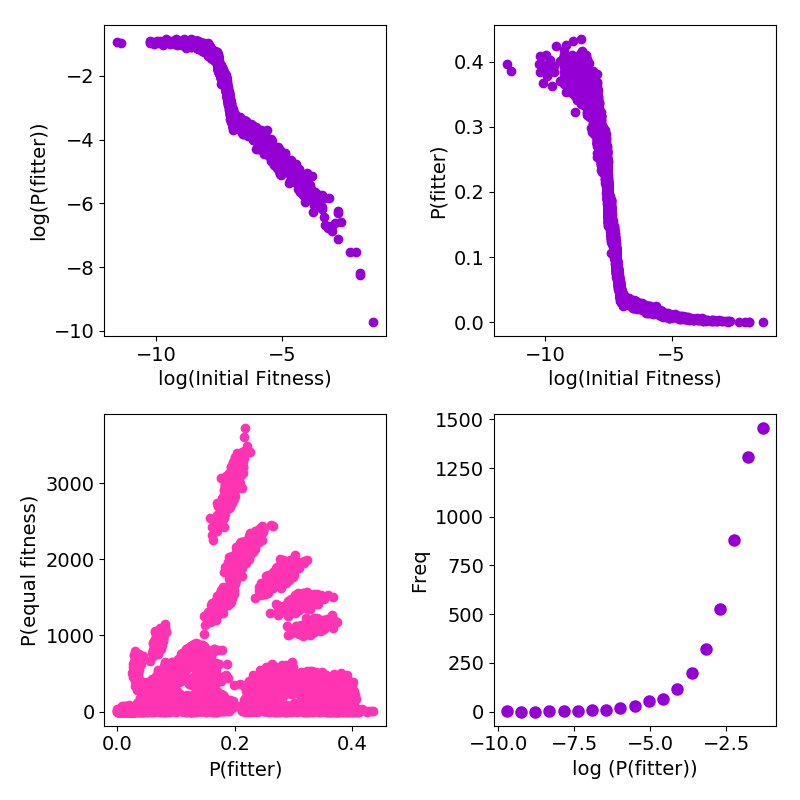 −2
−4
−6
−8
−10
log(P(fitter))
−10 −5
log(Initial Fitness)
0.4
0.3
0.2
0.1
0.0
P(fitter)
−10 −5
log(Initial Fitness)
3000
2000
1000
0
P(equal fitness)
0.0 0.2 0.4
P(fitter)
1500
1250
1000
750
500
250
0
Freq
−10.0 −7.5 −5.0 −2.5
log (P(fitter))